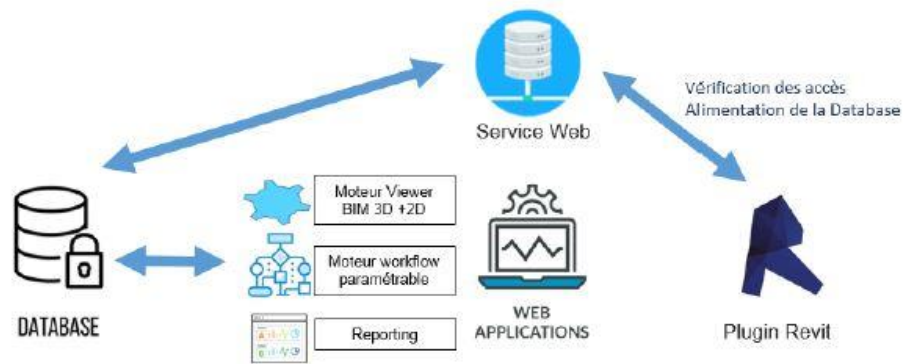 Service Web
Vérification des accès
Alimentation de la Database
Moteur Viewer
BIM 3D +2D
Moteur workflow
paramétrable
Reporting
DATABASE
WEB
APPLICATIONS
Plugin Revit